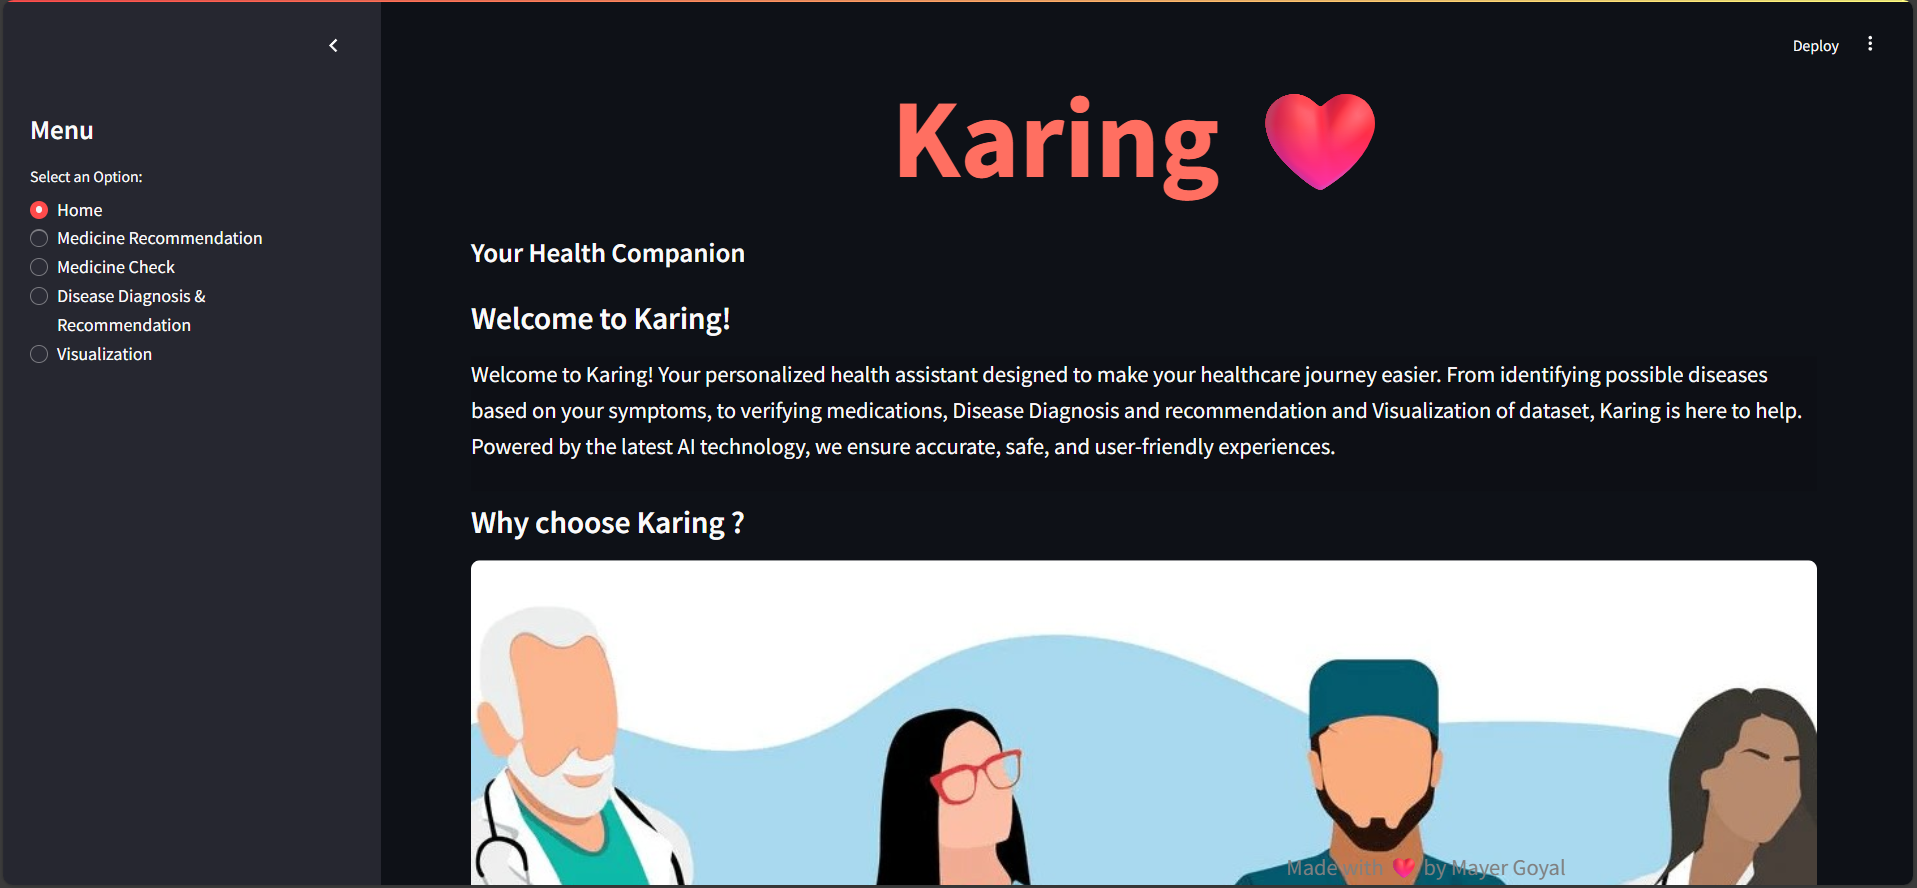 Deploy
Menu
Select an Option:
Home
Medicine Recommendation
Medicine Check
Disease Diagnosis &
Recommendation
Visualization
Karing
Your Health Companion
Welcome to Karing!
Welcome to Karing! Your personalized health assistant designed to make your healthcare journey easier. From identifying possible diseases
based on your symptoms, to verifying medications, Disease Diagnosis and recommendation and Visualization of dataset, Karing is here to help.
Powered by the latest AI technology, we ensure accurate, safe, and user-friendly experiences.
Why choose Karing ?
Made with ❤️ by Mayer Goyal